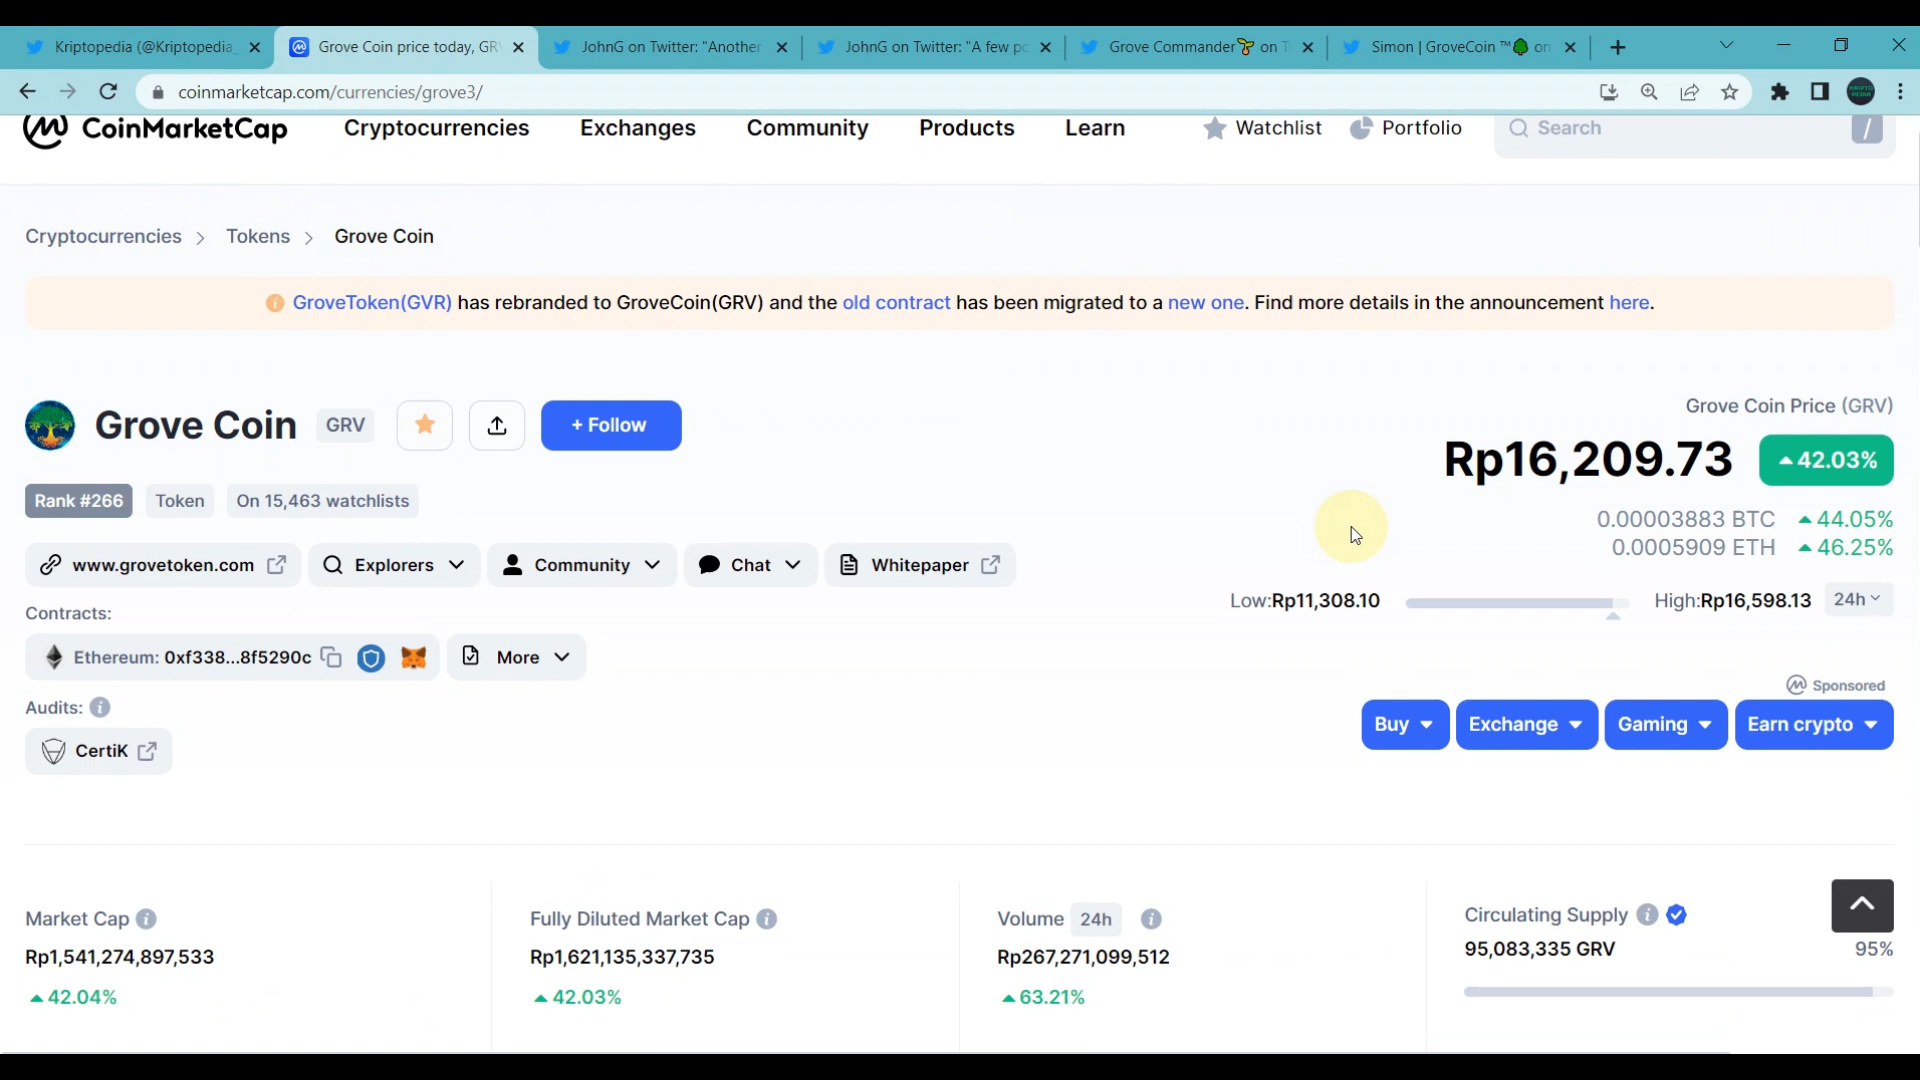 Kriptopedia (@Kriptopedia_
Grove Coin price today, GR
JohnG on Twitter: "Another
JohnG on Twitter: "A few po
Grove Commander🌱 on T
Simon | GroveCoin ™🌳 on
coinmarketcap.com/currencies/grove3/
CoinMarketCap
Cryptocurrencies
Exchanges
Community
Products
Learn
Watchlist
Portfolio
Search
/
Cryptocurrencies > Tokens > Grove Coin
GroveToken(GVR) has rebranded to GroveCoin(GRV) and the old contract has been migrated to a new one. Find more details in the announcement here.
Grove Coin GRV
+ Follow
Grove Coin Price (GRV)
Rp16,209.73 42.03%
Rank #266
Token
On 15,463 watchlists
0.00003883 BTC 44.05%
0.0005909 ETH 46.25%
www.grovetoken.com
Explorers
Community
Chat
Whitepaper
Low:Rp11,308.10
High:Rp16,598.13
24h
Contracts:
Ethereum: 0xf338...8f5290c
More
Sponsored
Audits:
Buy
Exchange
Gaming
Earn crypto
CertiK
Market Cap
Rp1,541,274,897,533
42.04%
Fully Diluted Market Cap
Rp1,621,135,337,735
42.03%
Volume 24h
Rp267,271,099,512
63.21%
Circulating Supply
95,083,335 GRV
95%